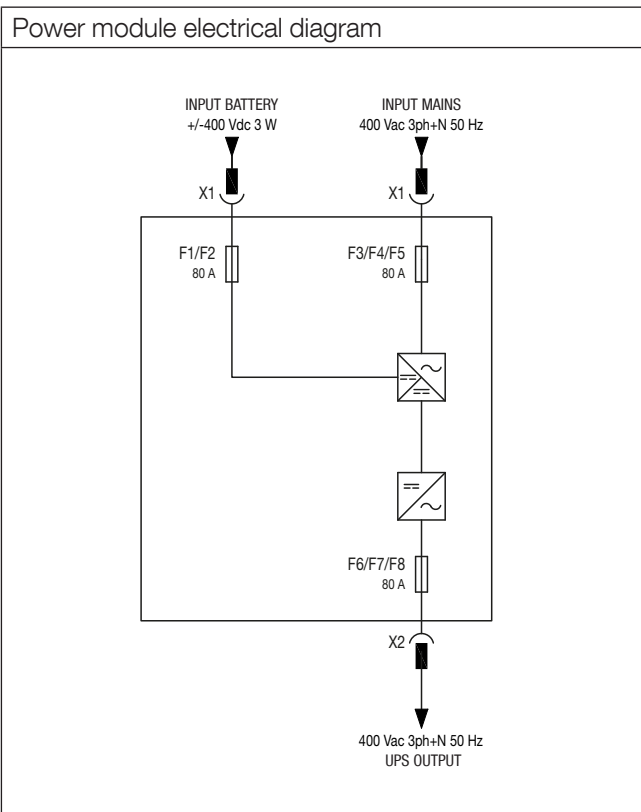 Power module electrical diagram
INPUT BATTERY
+/-400 Vdc 3 W
INPUT MAINS
400 Vac 3ph+N 50 Hz
X1
X1
F1/F2
80 A
F3/F4/F5
80 A
F6/F7/F8
80 A
X2
400 Vac 3ph+N 50 Hz
UPS OUTPUT